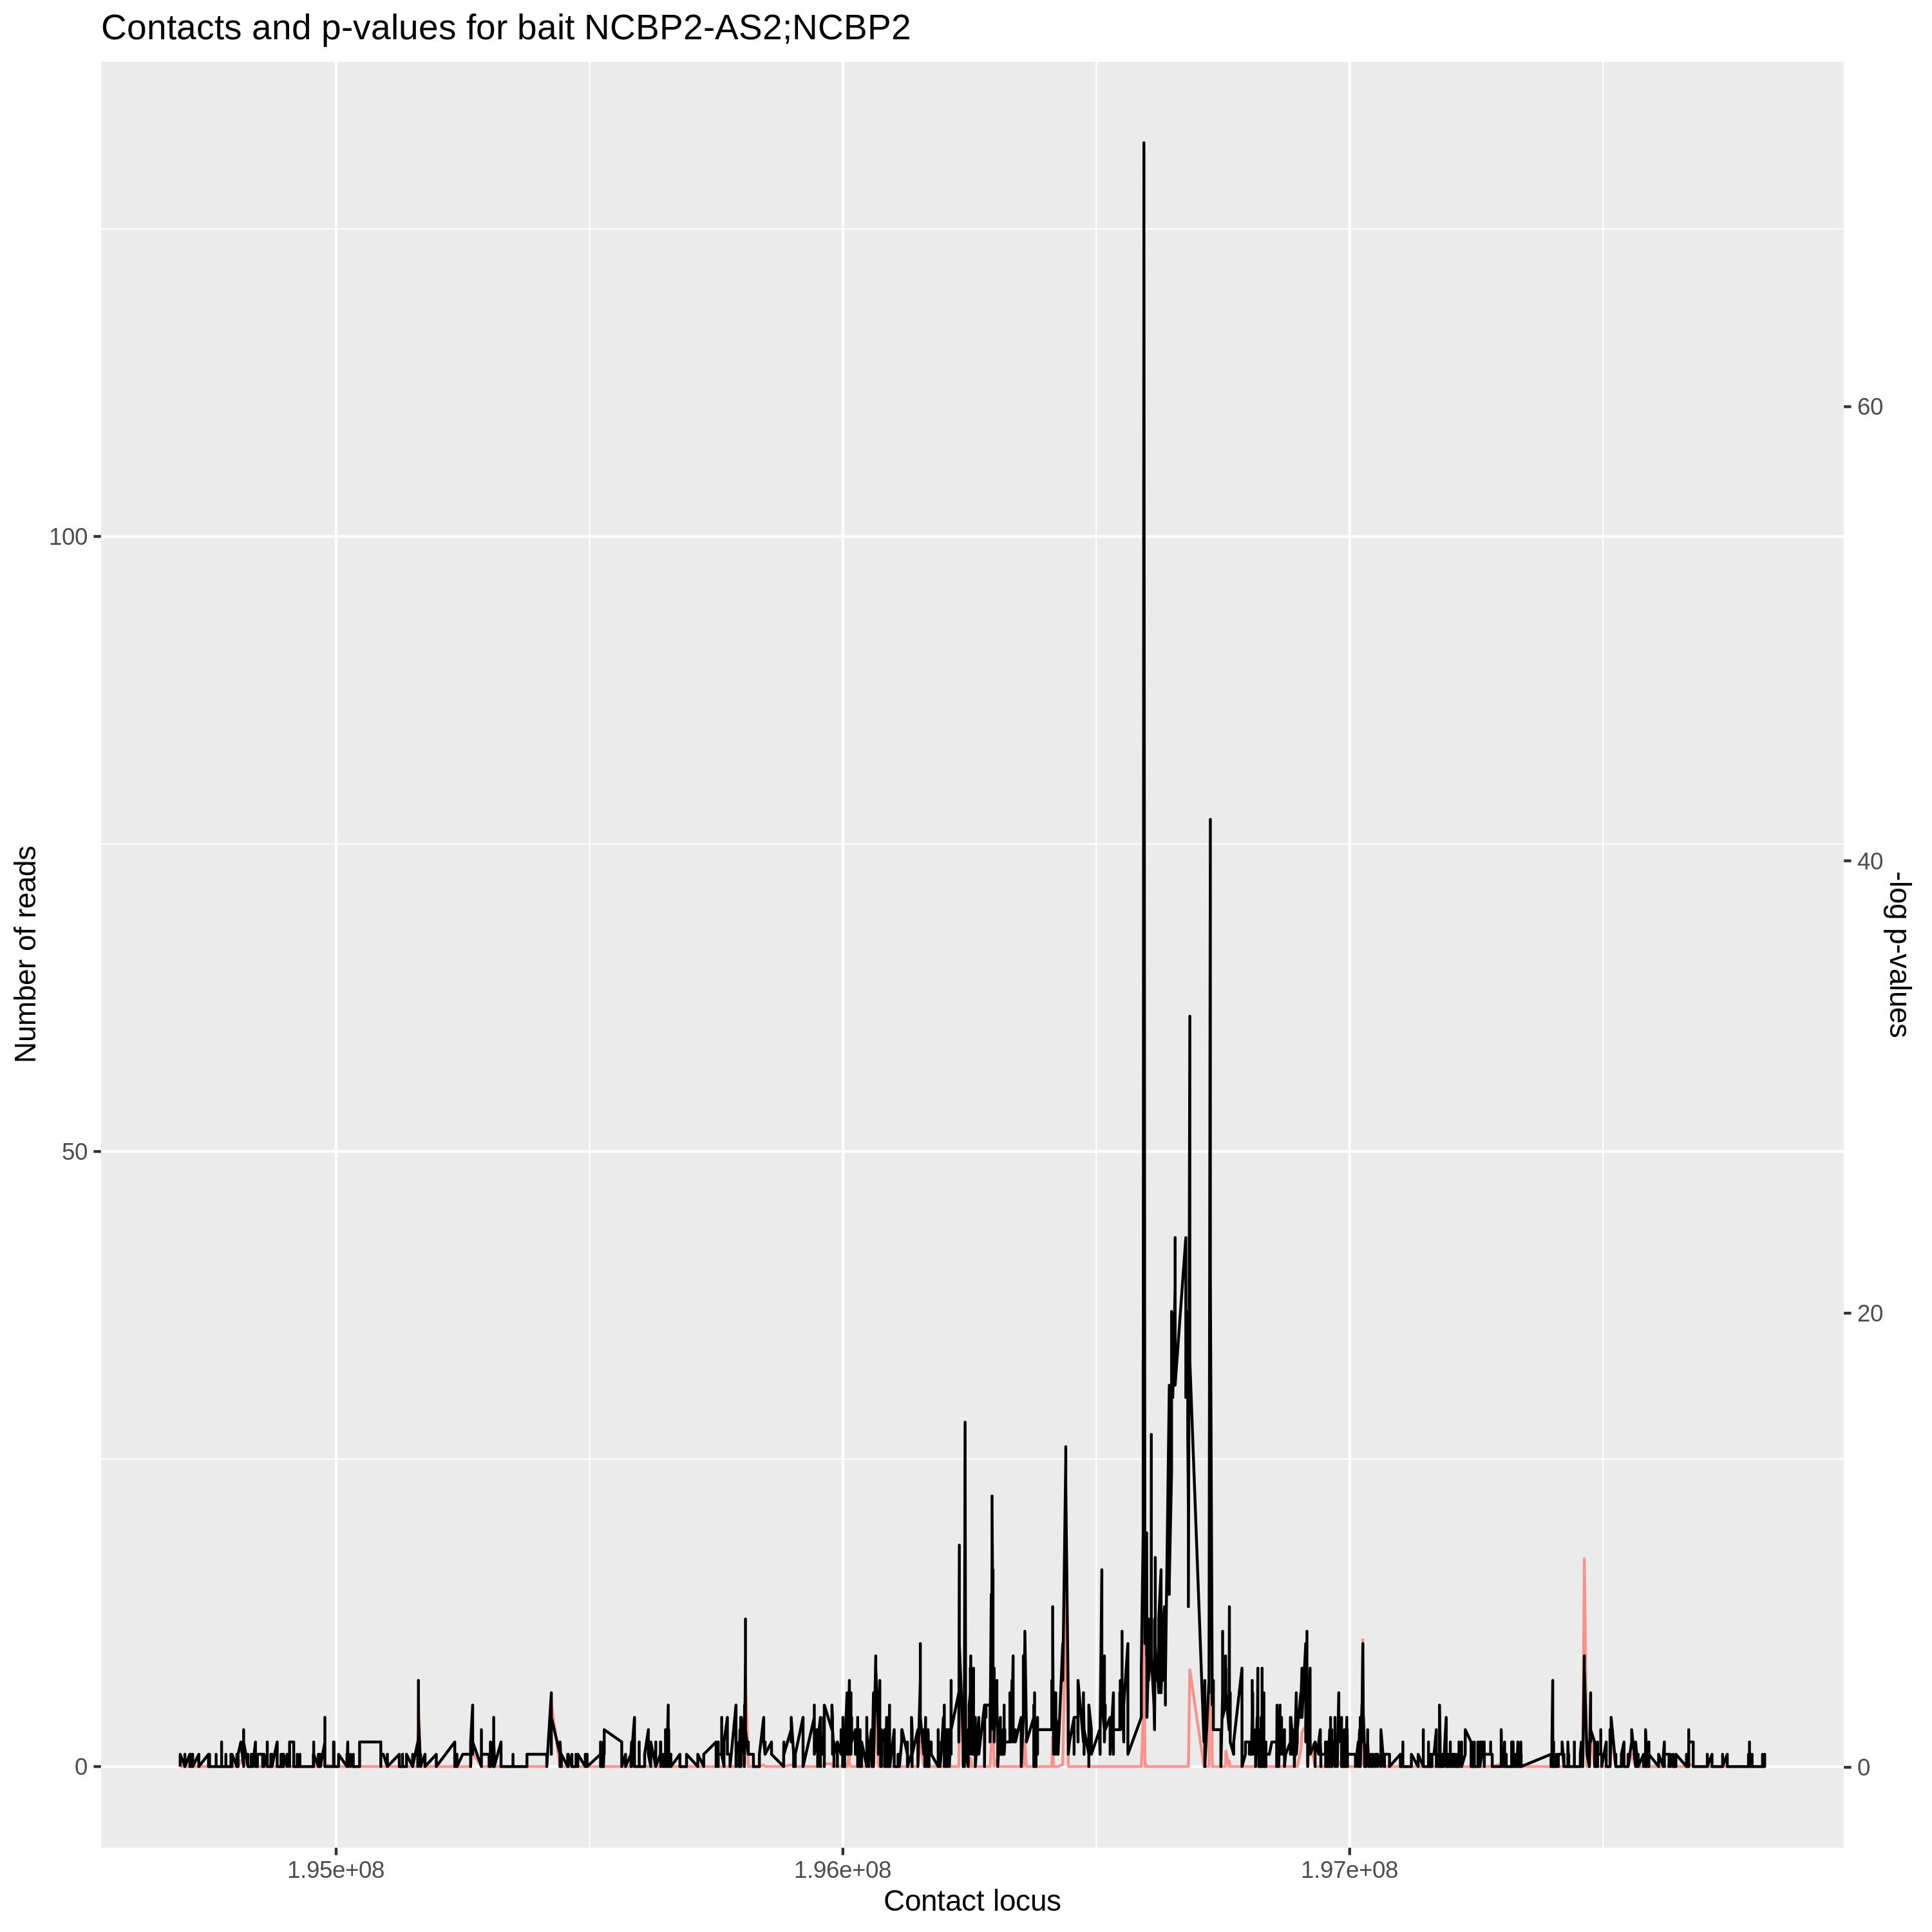 Contacts and p-values for bait NCBP2-AS2;NCBP2
100
50
0
Number of reads
60
40
20
0
-log p-values
1.95e+08
1.96e+08
1.97e+08
Contact locus